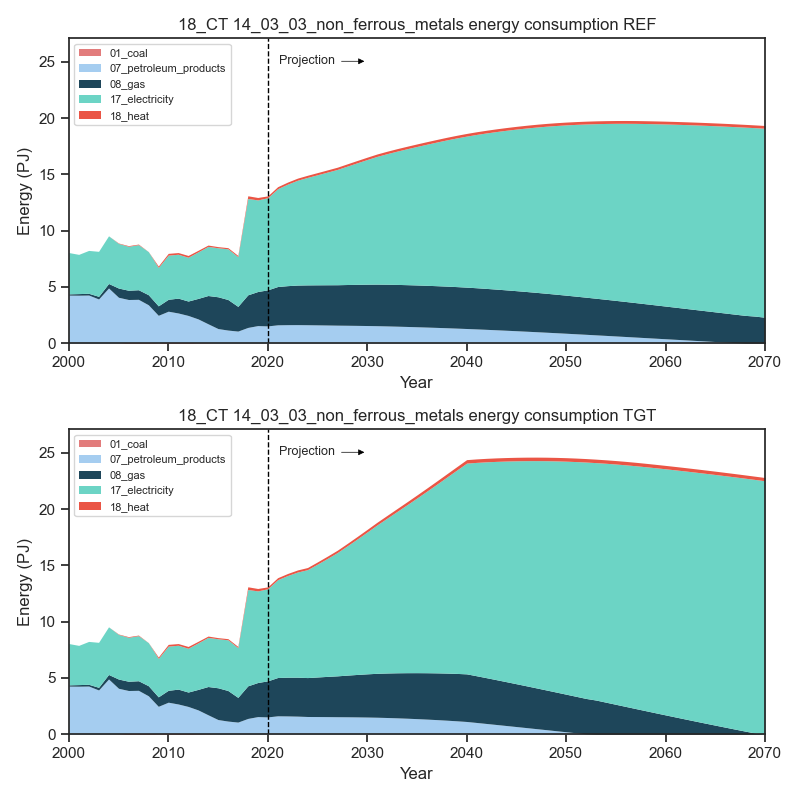 18_CT 14_03_03_non_ferrous_metals energy consumption REF
25
20
15
10
5
0
Energy (PJ)
01_coal
07_petroleum_products
08_gas
17_electricity
18_heat
Projection
2000
2010
2020
2030
2040
2050
2060
2070
Year
18_CT 14_03_03_non_ferrous_metals energy consumption TGT
25
20
15
10
5
0
Energy (PJ)
01_coal
07_petroleum_products
08_gas
17_electricity
18_heat
Projection
2000
2010
2020
2030
2040
2050
2060
2070
Year